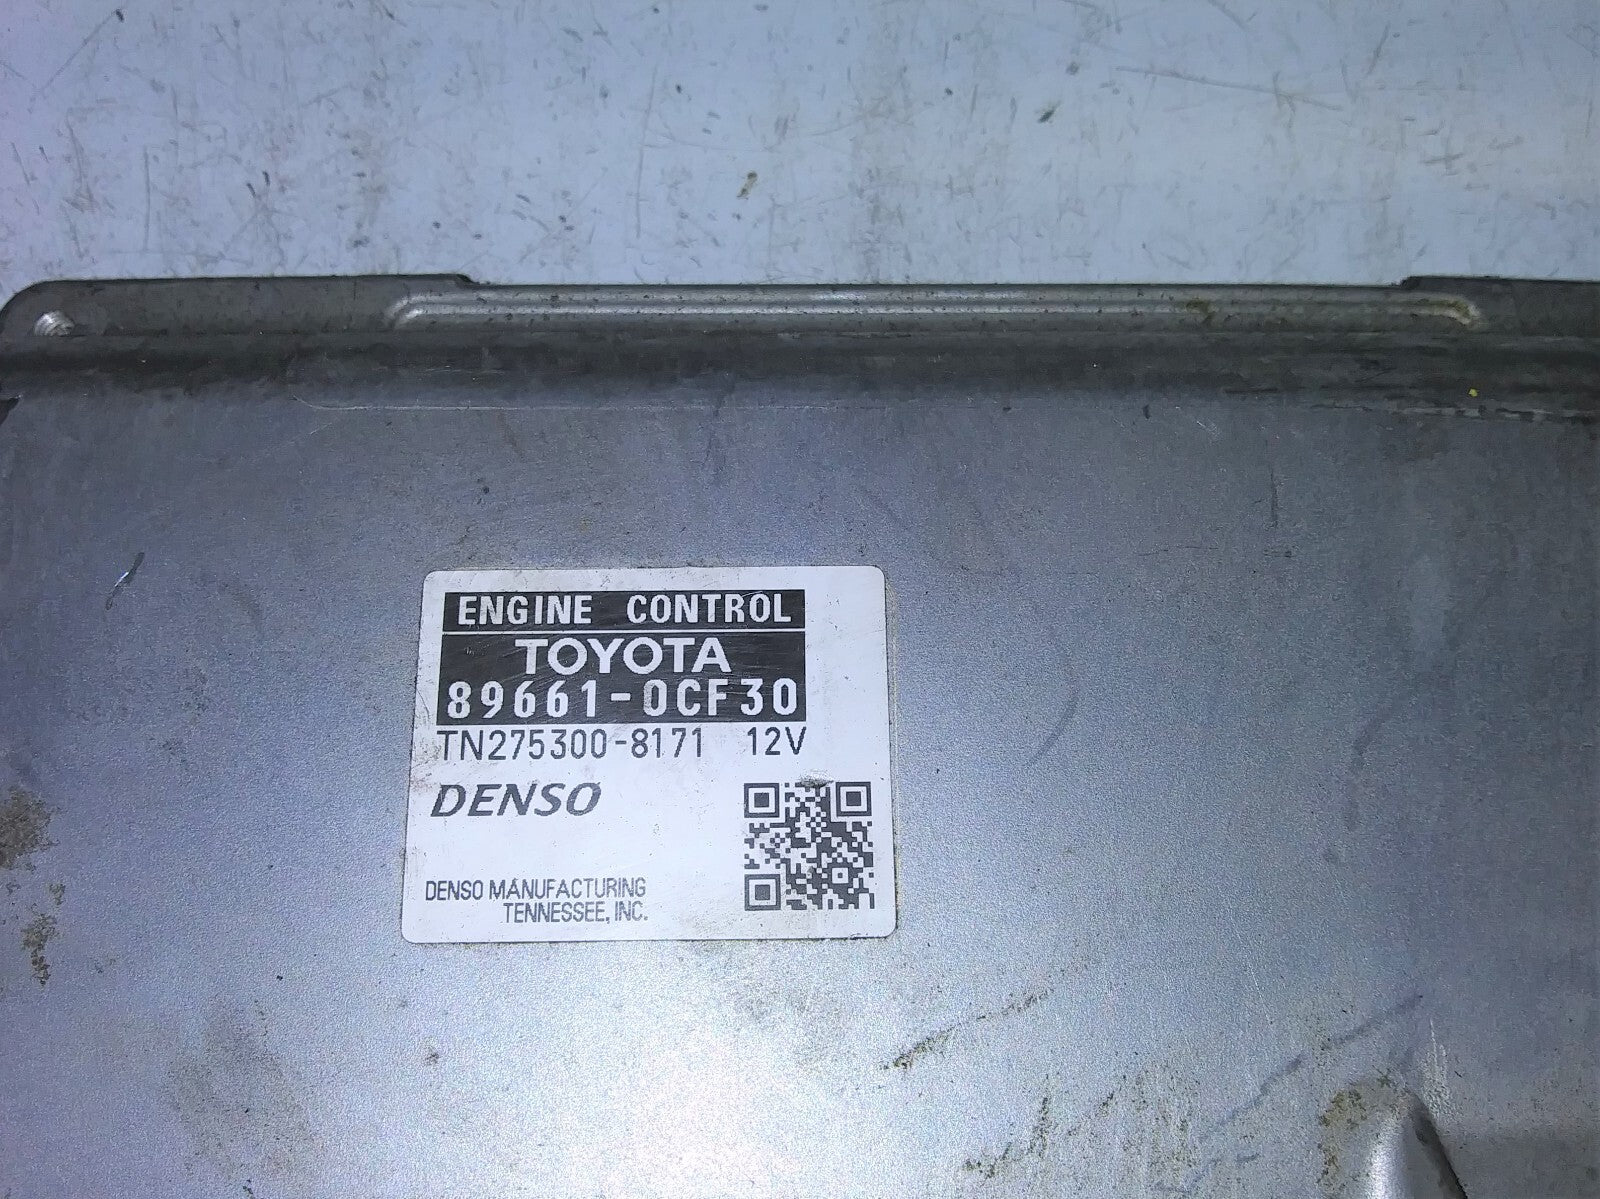 ENGINE CONTROL
TOYOTA
89661-0CF30
TN275300-8171 12V
DENSO
DENSO MANUFACTURING
TENNESSEE, INC.